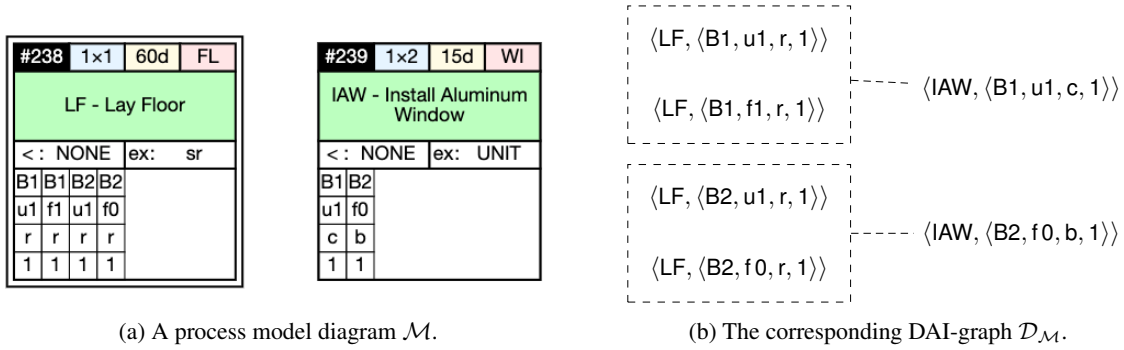 #238 1×1 60d FL
LF - Lay Floor
< : NONE ex: sr
B1 B1 B2 B2
u1 f1 u1 f0
r r r r
1 1 1 1
#239 1×2 15d WI
IAW - Install Aluminum
Window
< : NONE ex: UNIT
B1 B2
u1 f0
c b
1 1
(a) A process model diagram ℳ.
⟨LF, ⟨B1, u1, r, 1⟩⟩
⟨LF, ⟨B1, f1, r, 1⟩⟩
⟨IAW, ⟨B1, u1, c, 1⟩⟩
⟨LF, ⟨B2, u1, r, 1⟩⟩
⟨LF, ⟨B2, f0, r, 1⟩⟩
⟨IAW, ⟨B2, f0, b, 1⟩⟩
(b) The corresponding DAI-graph 𝒟ℳ.